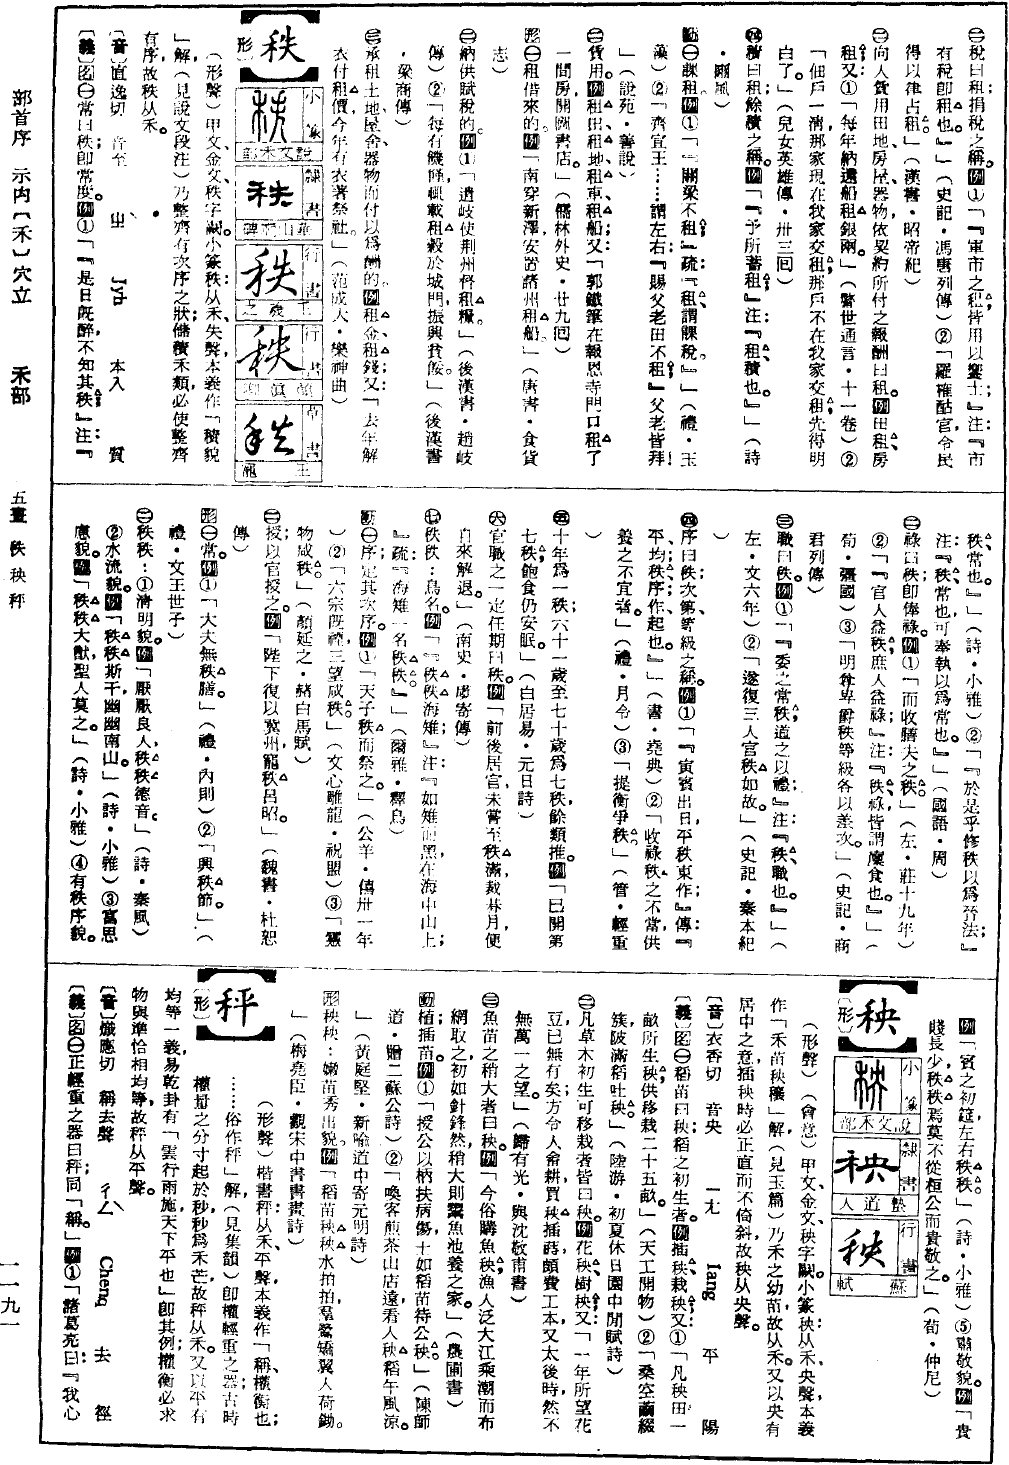 ㊀稅曰租捐稅之稱。例①「『軍市之租皆用以饗士』注：『市
有稅卽租也。』」（史記・馮唐列傳）②「罷榷酤官令民
得以律占租。」（漢書・昭帝紀）
㊁向人賃用田地房屋器物依契約所付之報酬曰租。例田租、房
租又①「每年納還船租銀兩」（警世通言・十一卷）②
「佃戶一淸那家現在我家交租那戶不在我家交租先得明
白了。」（兒女英雄傳・卅三回）
㊃積曰租餘積之稱。例「『予所蓄租』注：『租積也。』」（詩
・豳風）
動㊀課租。例①「『關梁不租』疏：『租謂課稅。』」（禮・玉
藻）②「齊宣王……謂左右：『賜父老田不租』父老皆拜！
」（說苑・善說）
㊁賃用。例租田租地租車租船又「郭鐵筆在報恩寺門口租了
一間房開圖書店。」（儒林外史・廿九回）
形㊀租借來的。例「南穿新澤安置諸州租船。」（唐書・食貨
志）
㊁納供賦稅的。例①「遺岐使荆州督租糧。」（後漢書・趙岐
傳）②「每有饑餒輒載租穀於城門振與貧餒。」（後漢書
・梁商傳）
㊂承租土地屋舍器物而付以爲酬的。例租金租錢又「去年解
衣付租價今年有衣著祭社。」（范成大・樂神曲）
秩
〔形〕
小篆 說文禾部
隸書 華山廟碑
行書 王羲之
行書
草書 王寵
（形聲）甲文金文秩字闕。小篆秩从禾失聲本義作「積貌
」解（見說文段注）乃整齊有次序之狀儲積禾類必使整齊
有序故秩从禾。
〔音〕直逸切 音至 ㄓˋ Jyh 本入 質
〔義〕名㊀常曰秩卽常度。例①「『是曰旣醉不知其秩』注：『
秩常也。』」（詩・小雅）②「『於是乎修秩以爲晉法』
注：『秩常也可奉執以爲常也。』」（國語・周）
㊁祿曰秩卽俸祿。例①「而收膳夫之秩。」（左・莊十九年）
②「『官人益秩庶人益祿』注：『秩祿皆謂廩食也。』」（
荀・彊國）③「明尊卑爵秩等級各以差次。」（史記・商
君列傳）
㊂職曰秩。例①「『委之常秩道之以禮』注：『秩職也。』」（
左・文六年）②「遂復三人官秩如故。」（史記・秦本紀
）
㊃序曰秩次第等級之稱。例①「『寅賓出日平秩東作』傳：『
平均秩序作起也。』」（書・堯典）②「收祿秩之不當供
養之不宜者。」（禮・月令）③「提衡爭秩。」（管・輕重
）
㊄十年爲一秩六十一歲至七十歲爲七秩餘類推。例「已開第
七秩飽食仍安眠。」（白居易・元日詩）
㊅官職之一定任期曰秩。例「前後居官未嘗至秩滿裁朞月便
自來解退。」（南史・虞寄傳）
㊆秩秩：鳥名。例「『秩秩海雉』注：『如雉而黑在海中山上
』疏：『海雉一名秩秩。』」（爾雅・釋鳥）
動㊀序；定其次序。例①「天子秩而祭之。」（公羊・僖卅一年
）②「六宗旣禋三望咸秩。」（文心雕龍・祝盟）③「靈
物咸秩。」（顏延之・赭白馬賦）
㊁授以官授之。例「陛下復以冀州寵秩呂昭。」（魏書・杜恕
傳）
形㊀常。例①「大夫無秩膳。」（禮・內則）②「興秩節。」（
禮・文王世子）
㊁秩秩：①淸明貌。例「厭厭良人秩秩德音。」（詩・秦風）
②水流貌。例「秩秩斯干幽幽南山。」（詩・小雅）③富思
慮貌。例「秩秩大猷聖人莫之。」（詩・小雅）④有秩序貌。
例「賓之初筵左右秩秩。」（詩・小雅）⑤肅敬貌。例「貴
賤長少秩秩焉莫不從桓公而貴敬之。」（荀・仲尼）
秧
〔形〕
小篆 說文禾部
隸書 墊道人
行書 蘇軾
（形聲）（會意）甲文、金文秧字闕。小篆秧从禾、央聲本義
作「禾苗秧穰」解（見玉篇）乃禾之幼苗故从禾。又以央有
居中之意插秧時必正直而不倚斜故秧从央聲。
〔音〕衣香切 音央 ㄧㄤ Iang 平 陽
〔義〕名㊀稻苗曰秧稻之初生者。例插秧、栽秧又①「凡秧田一
畝所生秧供移栽二十五畝。」（天工開物）②「桑空繭綴
簇陂滿稻吐秧。」（陸游・初夏休日園中閒賦詩）
㊁凡草木初生可移栽者皆曰秧。例花秧、樹秧又「一年所望花
豆已無有矣方令人畬耕買秧插蒔頗費工本又太後時然不
無萬一之望。」（歸有光・與沈敬甫書）
㊂魚苗之稍大者曰秧。例「今俗購魚秧漁人泛大江乘潮而布
網取之初如針鋒然稍大則鬻魚池養之家。」（農圃書）
動植插苗。例①「授公以柄扶病傷十如稻苗待公秧。」（陳師
道・贈二蘇公詩）②「喚客煎茶山店遠看人秧稻午風涼。
」（黃庭堅・新喻道中寄元明詩）
形秧秧：嫩苗秀出貌。例「稻苗秧秧水拍拍羣鷺矯翼人荷鋤。
」（梅堯臣・觀宋中書書畫詩）
秤
〔形〕
（形聲）楷書秤从禾平聲本義作「稱、權衡也；
……俗作秤」解（見集韻）卽權輕重之器古時
權量之分寸起於秒秒爲禾芒故秤从禾。又以平有
均等一義易乾卦有「雲行雨施天下平也」卽其例；權衡必求
物與準恰相均等故秤从平聲。
〔音〕熾應切 稱去聲 ㄔㄥˋ Cheng 去 徑
〔義〕名㊀正輕重之器曰秤；同「稱。」例①「諸葛亮曰：『我心
部首序 示內〔禾〕穴立 禾部 五畫 秩秧秤
一一九一